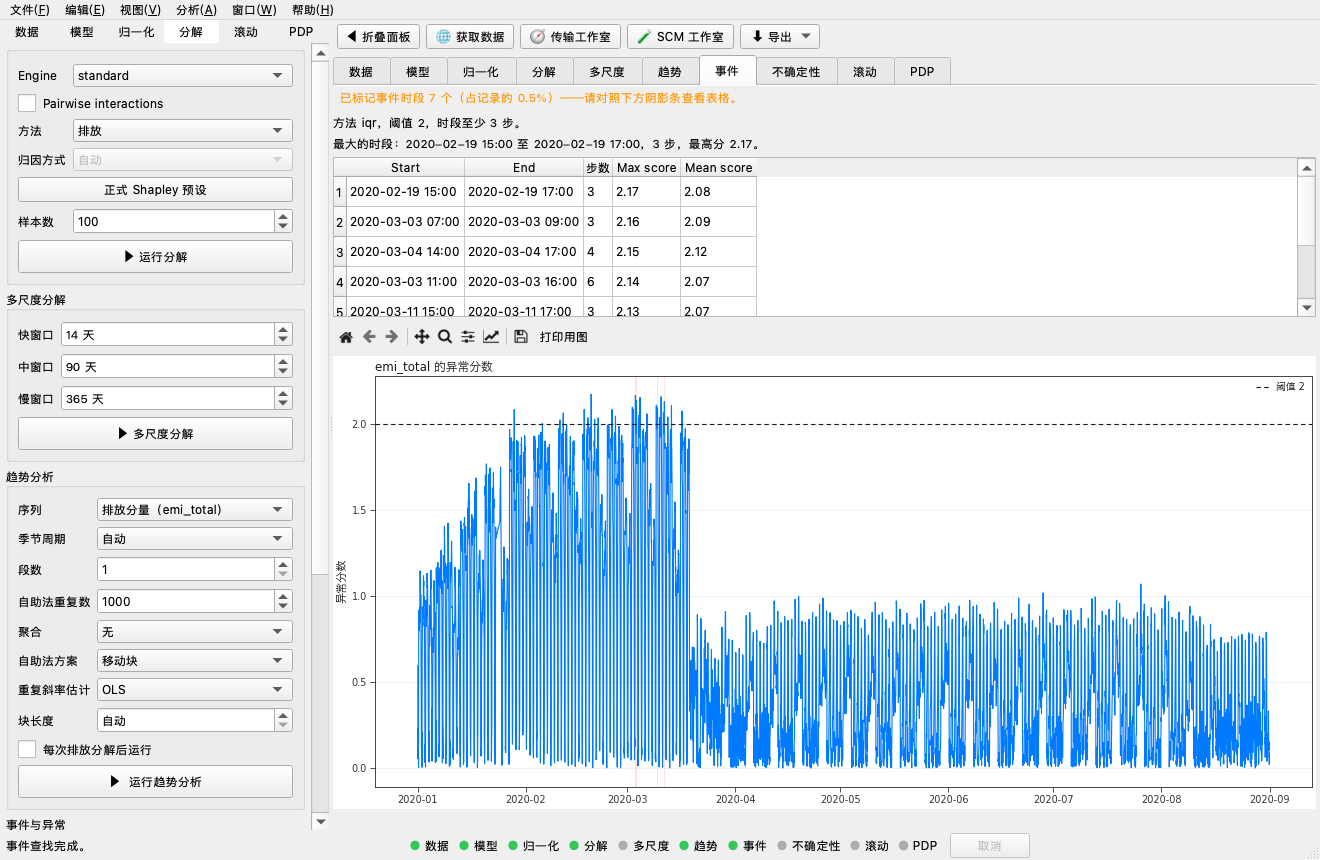 文件(F) 编辑(E) 视图(V) 分析(A) 窗口(W) 帮助(H)
数据 模型 归一化 分解 滚动 PDP
Engine standard
Pairwise interactions
方法 排放
归因方式 自动
正式 Shapley 预设
样本数 100
运行分解
多尺度分解
快窗口 14 天
中窗口 90 天
慢窗口 365 天
多尺度分解
趋势分析
序列 排放分量（emi_total）
季节周期 自动
段数 1
自助法重复数 1000
聚合 无
自助法方案 移动块
重复斜率估计 OLS
块长度 自动
每次排放分解后运行
运行趋势分析
事件与异常
事件查找完成。
折叠面板 获取数据 传输工作室 SCM 工作室 导出
数据 模型 归一化 分解 多尺度 趋势 事件 不确定性 滚动 PDP
已标记事件时段 7 个（占记录的 0.5%）——请对照下方阴影条查看表格。
方法 iqr，阈值 2，时段至少 3 步。
最大的时段：2020-02-19 15:00 至 2020-02-19 17:00，3 步，最高分 2.17。
Start End 步数 Max score Mean score
1 2020-02-19 15:00 2020-02-19 17:00 3 2.17 2.08
2 2020-03-03 07:00 2020-03-03 09:00 3 2.16 2.09
3 2020-03-04 14:00 2020-03-04 17:00 4 2.15 2.12
4 2020-03-03 11:00 2020-03-03 16:00 6 2.14 2.07
5 2020-03-11 15:00 2020-03-11 17:00 3 2.13 2.07
打印用图
emi_total 的异常分数
阈值 2
异常分数
2.0
1.5
1.0
0.5
0.0
2020-01 2020-02 2020-03 2020-04 2020-05 2020-06 2020-07 2020-08 2020-09
数据 模型 归一化 分解 多尺度 趋势 事件 不确定性 滚动 PDP 取消